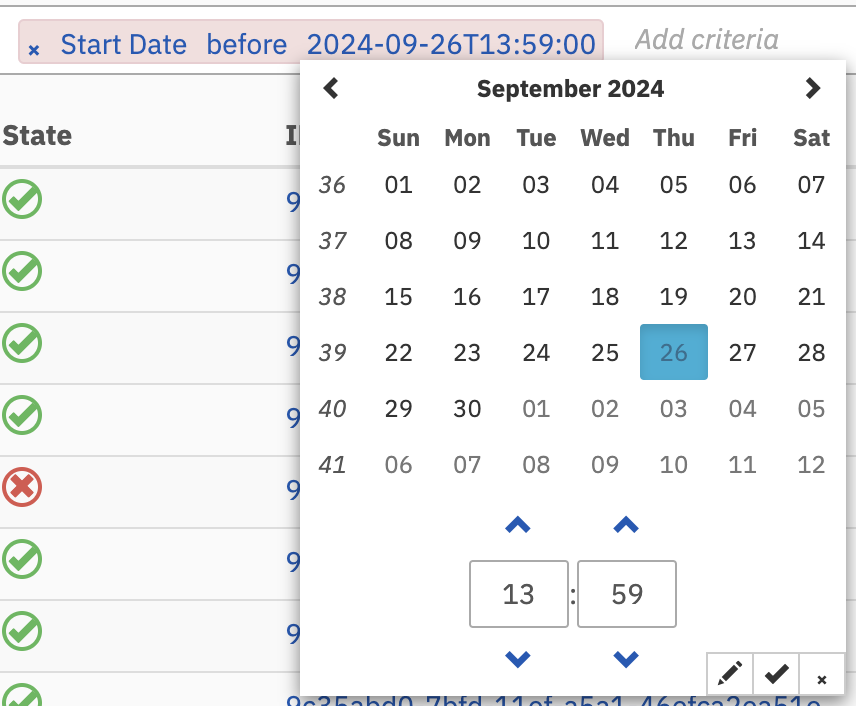 × Start Date before 2024-09-26T13:59:00 Add criteria
September 2024
State
Sun Mon Tue Wed Thu Fri Sat
36 01 02 03 04 05 06 07
37 08 09 10 11 12 13 14
38 15 16 17 18 19 20 21
39 22 23 24 25 26 27 28
40 29 30 01 02 03 04 05
41 06 07 08 09 10 11 12
13 : 59